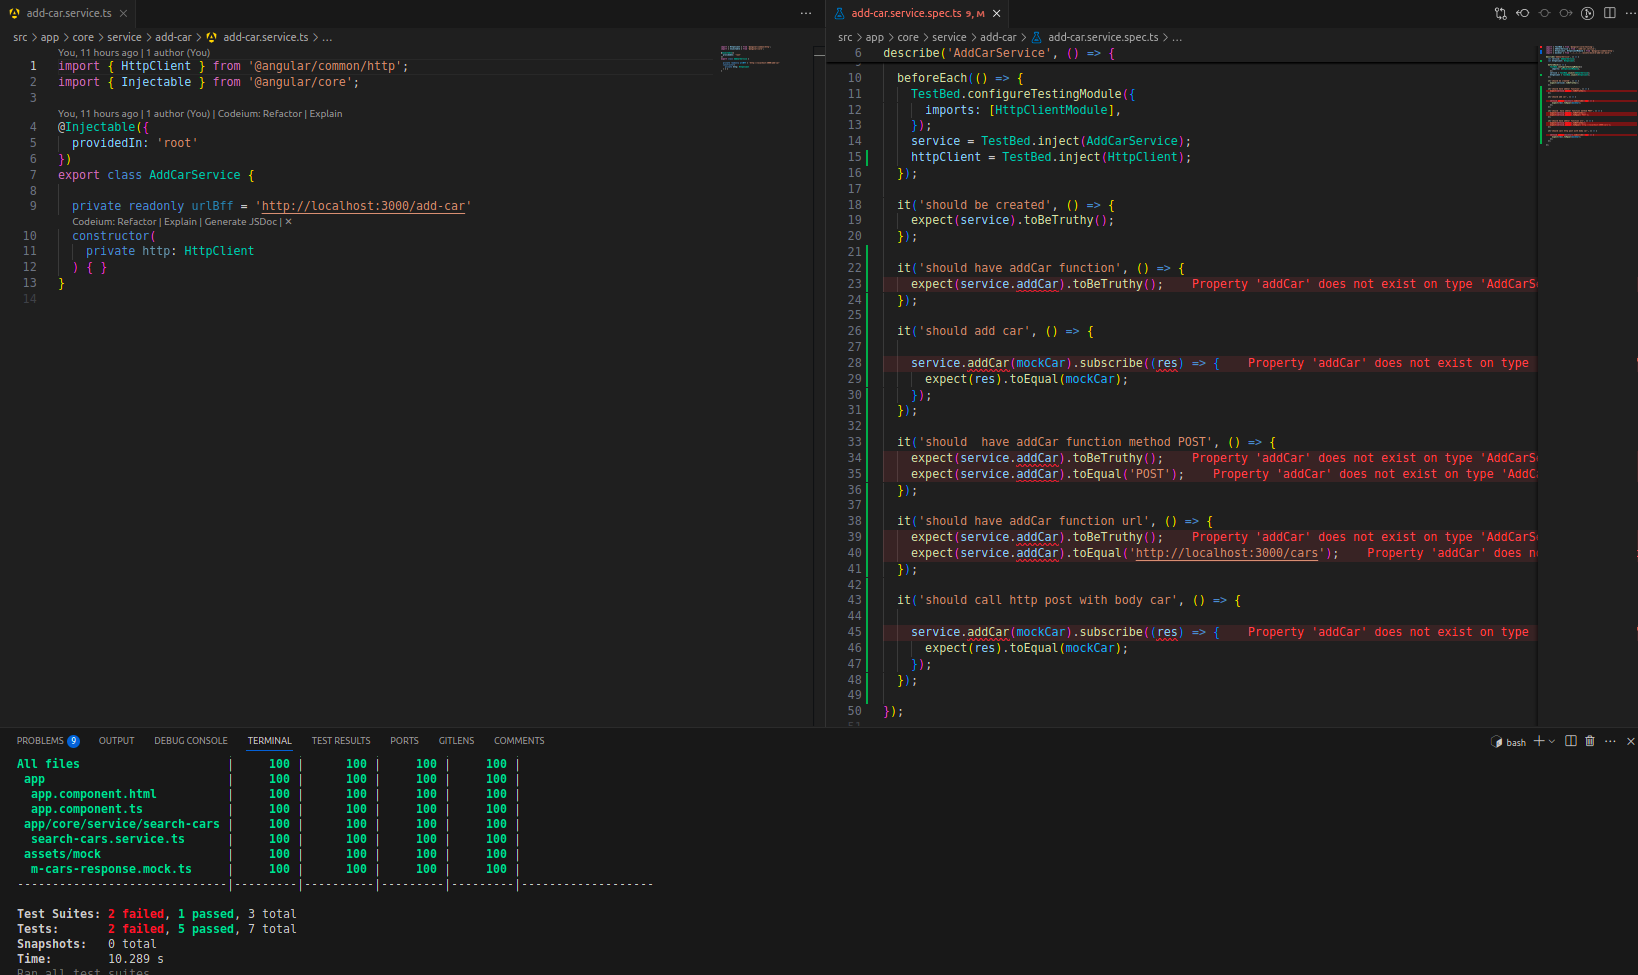 add-car.service.ts
src > app > core > service > add-car > add-car.service.ts > ...
You, 11 hours ago | 1 author (You)
1 import { HttpClient } from '@angular/common/http';
2 import { Injectable } from '@angular/core';
3
You, 11 hours ago | 1 author (You) | Codeium: Refactor | Explain
4 @Injectable({
5 providedIn: 'root'
6 })
7 export class AddCarService {
8
9 private readonly urlBff = 'http://localhost:3000/add-car'
Codeium: Refactor | Explain | Generate JSDoc | ✕
10 constructor(
11 private http: HttpClient
12 ) { }
13 }
14
add-car.service.spec.ts 9, M
src > app > core > service > add-car > add-car.service.spec.ts > ...
6 describe('AddCarService', () => {
10 beforeEach(() => {
11 TestBed.configureTestingModule({
12 imports: [HttpClientModule],
13 });
14 service = TestBed.inject(AddCarService);
15 httpClient = TestBed.inject(HttpClient);
16 });
17
18 it('should be created', () => {
19 expect(service).toBeTruthy();
20 });
21
22 it('should have addCar function', () => {
23 expect(service.addCar).toBeTruthy(); Property 'addCar' does not exist on type 'AddCarS
24 });
25
26 it('should add car', () => {
27
28 service.addCar(mockCar).subscribe((res) => { Property 'addCar' does not exist on type
29 expect(res).toEqual(mockCar);
30 });
31 });
32
33 it('should  have addCar function method POST', () => {
34 expect(service.addCar).toBeTruthy(); Property 'addCar' does not exist on type 'AddCarS
35 expect(service.addCar).toEqual('POST'); Property 'addCar' does not exist on type 'AddC
36 });
37
38 it('should have addCar function url', () => {
39 expect(service.addCar).toBeTruthy(); Property 'addCar' does not exist on type 'AddCarS
40 expect(service.addCar).toEqual('http://localhost:3000/cars'); Property 'addCar' does n
41 });
42
43 it('should call http post with body car', () => {
44
45 service.addCar(mockCar).subscribe((res) => { Property 'addCar' does not exist on type
46 expect(res).toEqual(mockCar);
47 });
48 });
49
50 });
PROBLEMS 9 OUTPUT DEBUG CONSOLE TERMINAL TEST RESULTS PORTS GITLENS COMMENTS
bash
All files | 100 | 100 | 100 | 100 |
app | 100 | 100 | 100 | 100 |
app.component.html | 100 | 100 | 100 | 100 |
app.component.ts | 100 | 100 | 100 | 100 |
app/core/service/search-cars | 100 | 100 | 100 | 100 |
search-cars.service.ts | 100 | 100 | 100 | 100 |
assets/mock | 100 | 100 | 100 | 100 |
m-cars-response.mock.ts | 100 | 100 | 100 | 100 |
------------------------------|---------|----------|---------|---------|-------------------
Test Suites: 2 failed, 1 passed, 3 total
Tests: 2 failed, 5 passed, 7 total
Snapshots: 0 total
Time: 10.289 s
Ran all test suites